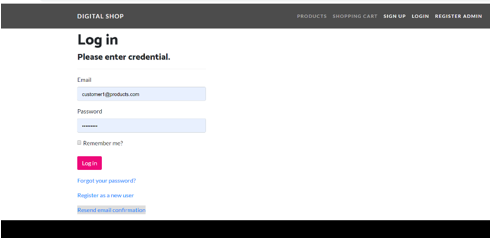 DIGITAL SHOP
PRODUCTS SHOPPING CART SIGN UP LOGIN REGISTER ADMIN
Log in
Please enter credential.
Email
customer1@products.com
Password
Remember me?
Log in
Forgot your password?
Register as a new user
Resend email confirmation